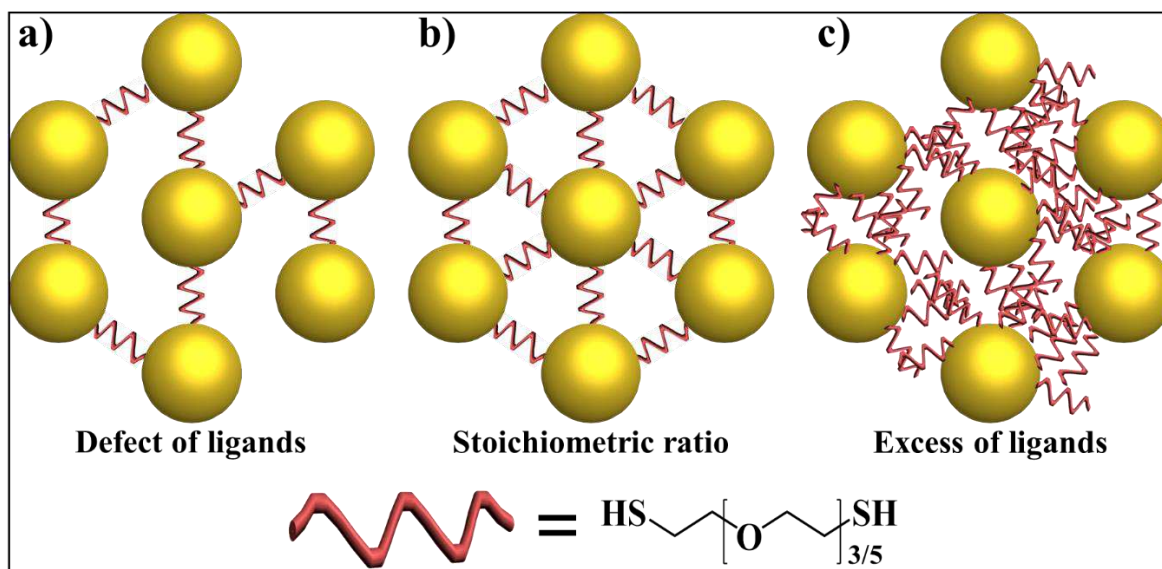 a) b) c)
Defect of ligands Stoichiometric ratio Excess of ligands
= HS O SH 3/5